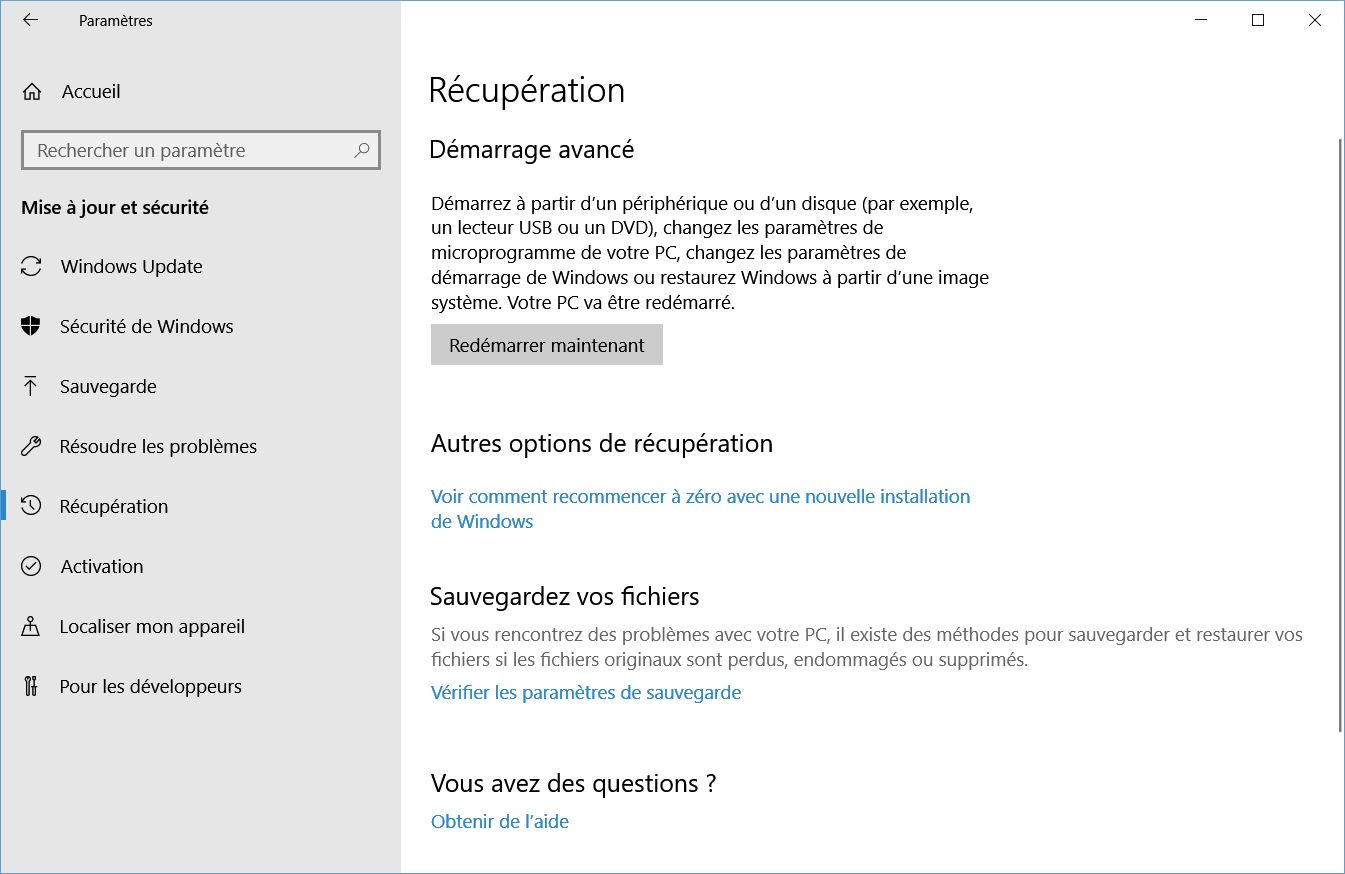 Paramètres
Accueil
Rechercher un paramètre
Mise à jour et sécurité
Windows Update
Sécurité de Windows
Sauvegarde
Résoudre les problèmes
Récupération
Activation
Localiser mon appareil
Pour les développeurs
Récupération
Démarrage avancé
Démarrez à partir d’un périphérique ou d’un disque (par exemple,
un lecteur USB ou un DVD), changez les paramètres de
microprogramme de votre PC, changez les paramètres de
démarrage de Windows ou restaurez Windows à partir d’une image
système. Votre PC va être redémarré.
Redémarrer maintenant
Autres options de récupération
Voir comment recommencer à zéro avec une nouvelle installation
de Windows
Sauvegardez vos fichiers
Si vous rencontrez des problèmes avec votre PC, il existe des méthodes pour sauvegarder et restaurer vos
fichiers si les fichiers originaux sont perdus, endommagés ou supprimés.
Vérifier les paramètres de sauvegarde
Vous avez des questions ?
Obtenir de l’aide